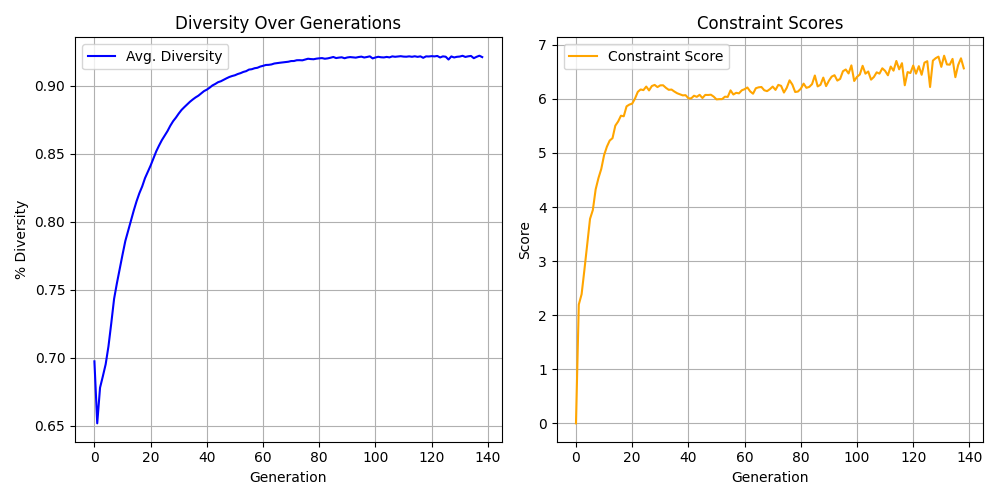 Diversity Over Generations
Avg. Diversity
% Diversity
0.90
0.85
0.80
0.75
0.70
0.65
0 20 40 60 80 100 120 140
Generation
Constraint Scores
Constraint Score
Score
7
6
5
4
3
2
1
0
0 20 40 60 80 100 120 140
Generation